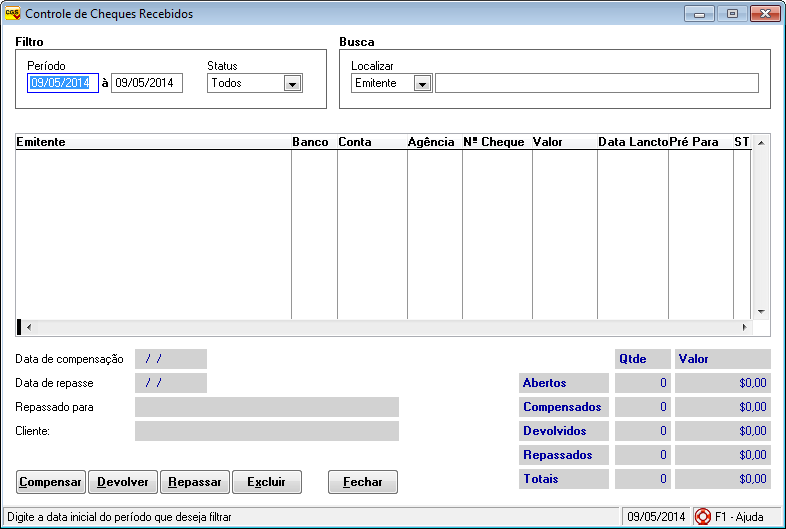 CGS Controle de Cheques Recebidos
Filtro
Busca
Período
Status
Localizar
09/05/2014 à 09/05/2014
Todos
Emitente
Emitente Banco Conta Agência Nº Cheque Valor Data Lancto Pré Para ST
Data de compensação / /
Data de repasse / /
Repassado para
Cliente:
Qtde Valor
Abertos 0 $0,00
Compensados 0 $0,00
Devolvidos 0 $0,00
Repassados 0 $0,00
Totais 0 $0,00
Compensar Devolver Repassar Excluir Fechar
Digite a data inicial do período que deseja filtrar 09/05/2014 F1 - Ajuda